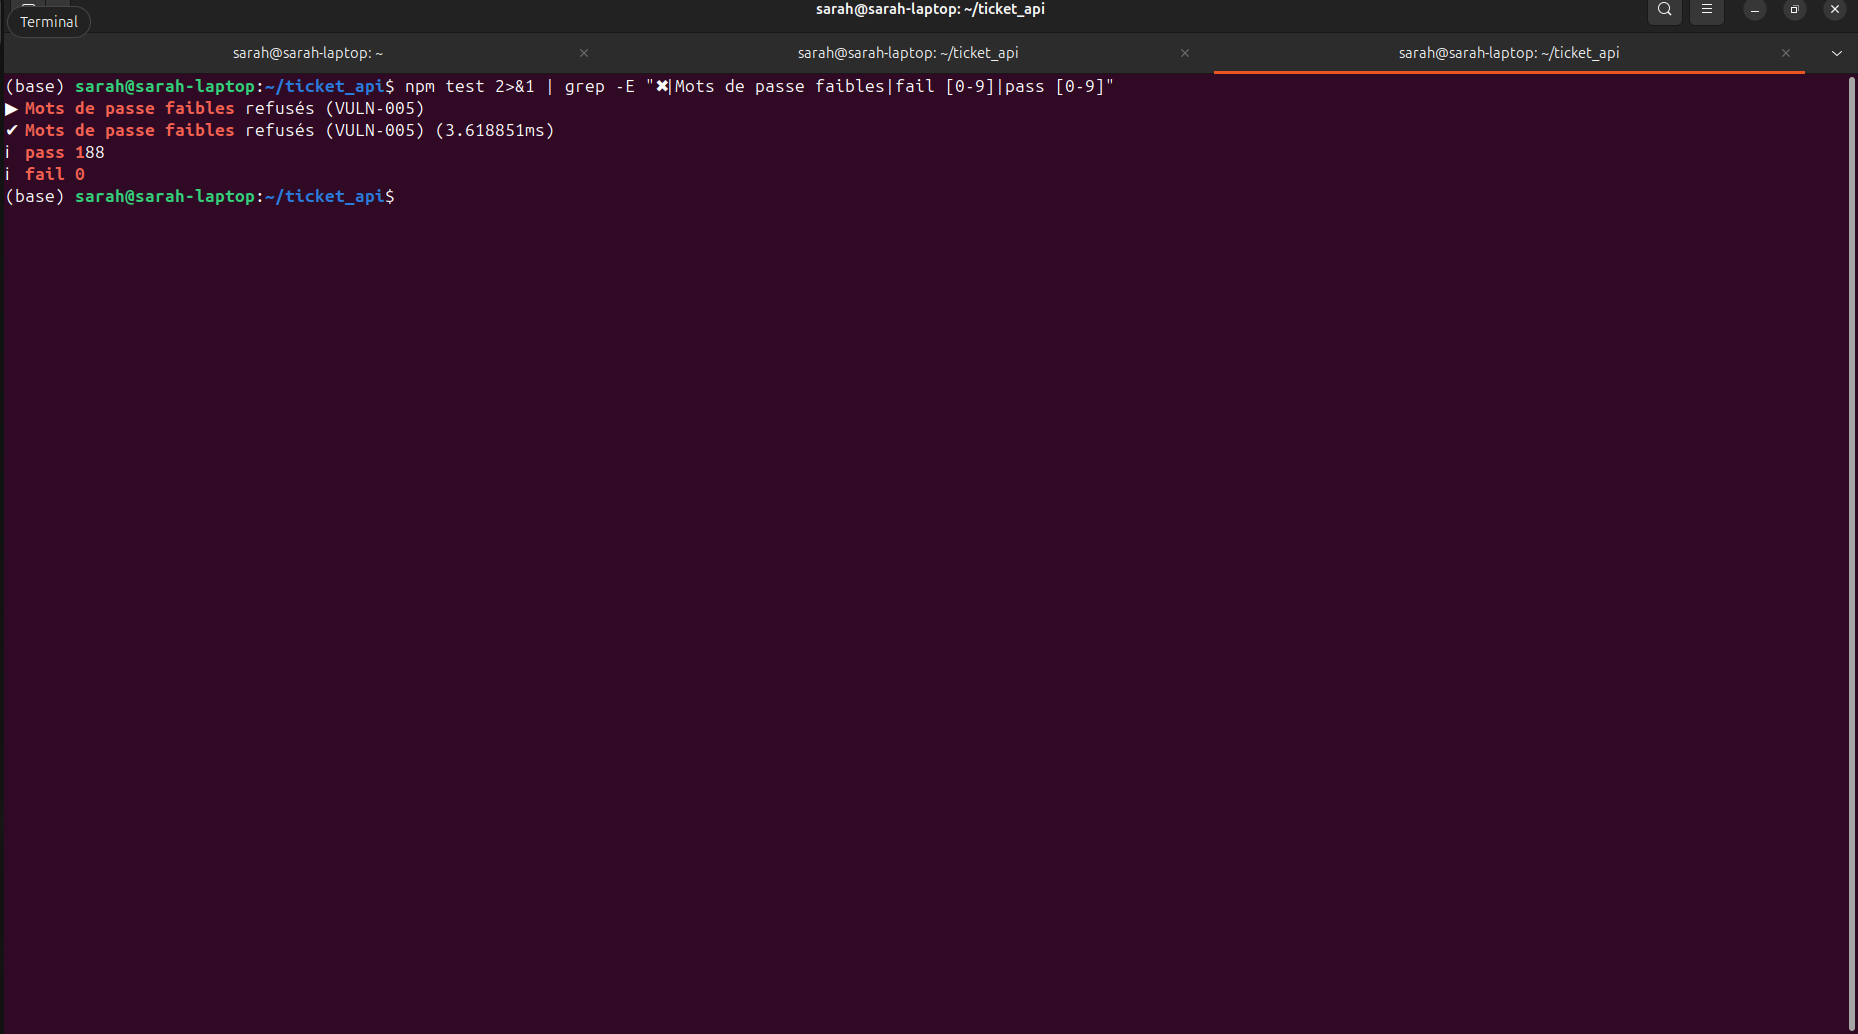 sarah@sarah-laptop: ~/ticket_api
Terminal
sarah@sarah-laptop: ~
sarah@sarah-laptop: ~/ticket_api
sarah@sarah-laptop: ~/ticket_api
(base) sarah@sarah-laptop:~/ticket_api$ npm test 2>&1 | grep -E "✖|Mots de passe faibles|fail [0-9]|pass [0-9]"
▶ Mots de passe faibles refusés (VULN-005)
✔ Mots de passe faibles refusés (VULN-005) (3.618851ms)
ℹ pass 188
ℹ fail 0
(base) sarah@sarah-laptop:~/ticket_api$